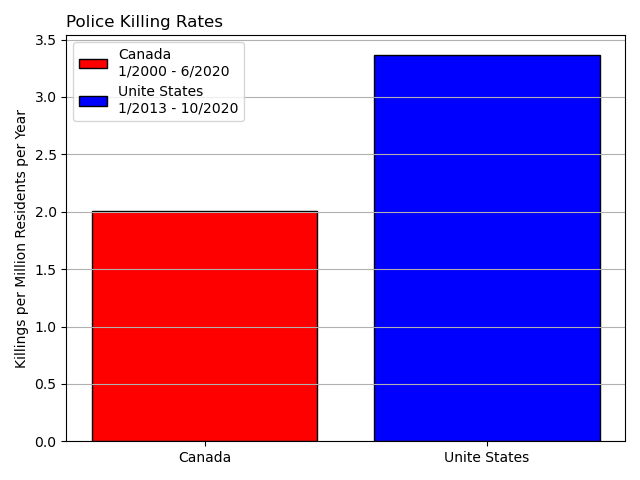 Police Killing Rates
3.5
3.0
2.5
2.0
1.5
1.0
0.5
0.0
Killings per Million Residents per Year
Canada
1/2000 - 6/2020
Unite States
1/2013 - 10/2020
Canada
Unite States